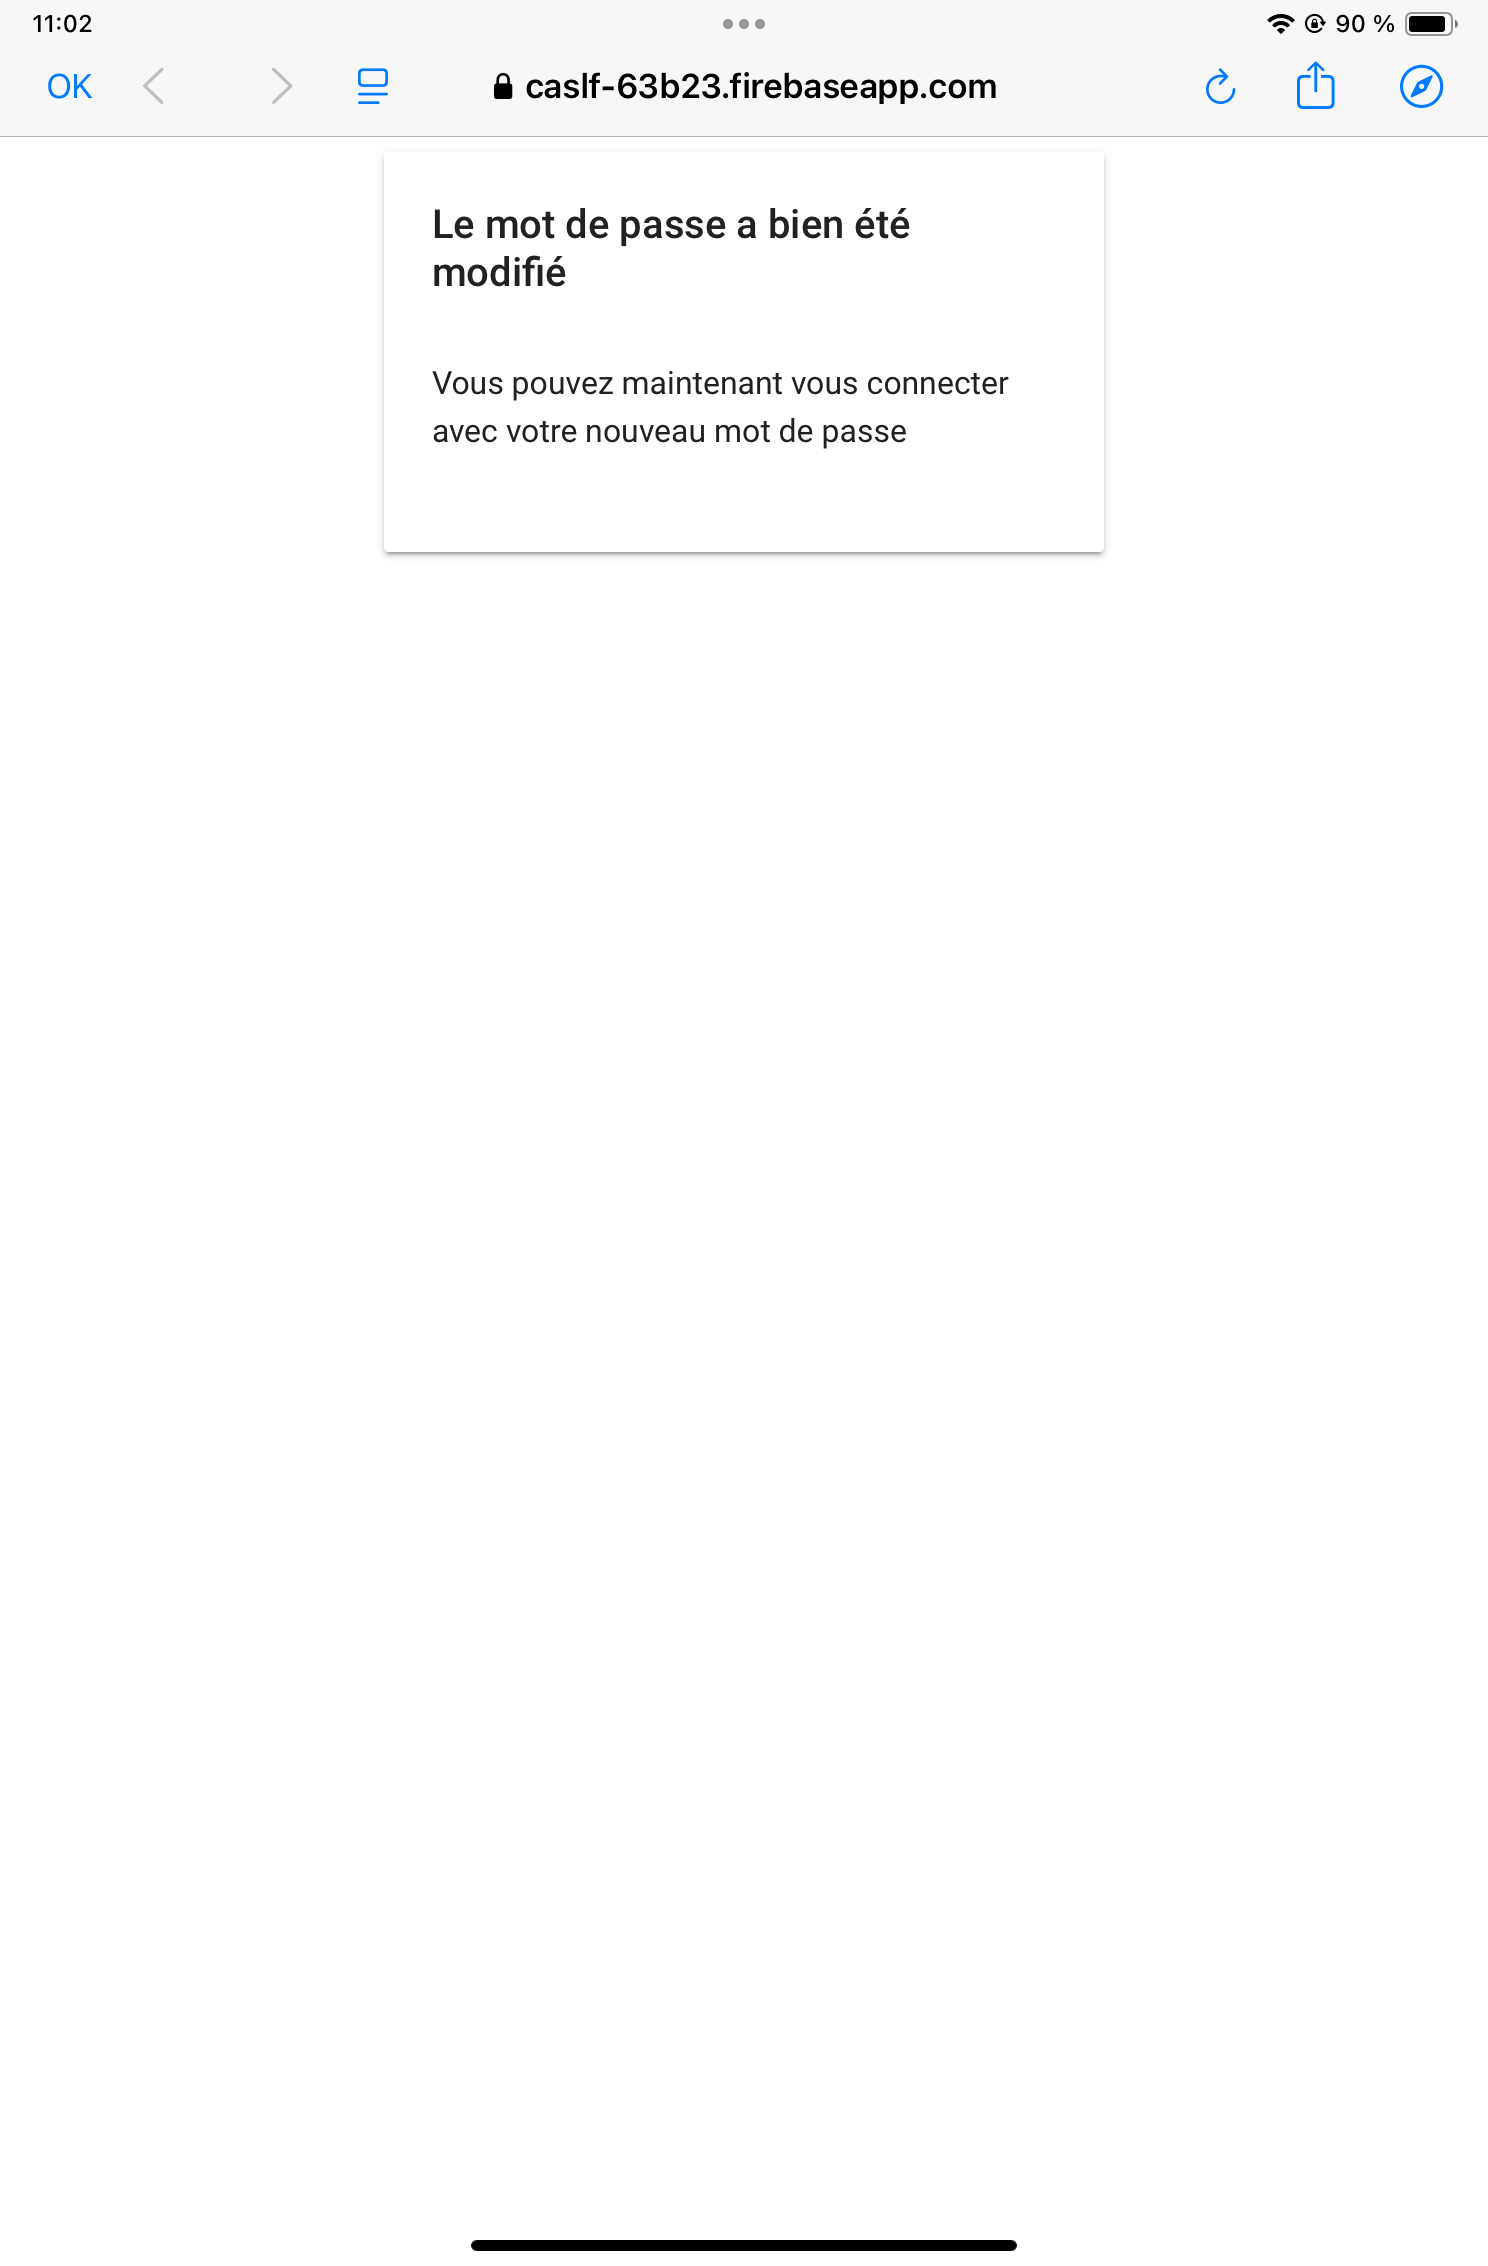 11:02
90 %
OK
caslf-63b23.firebaseapp.com
Le mot de passe a bien été
modifié
Vous pouvez maintenant vous connecter
avec votre nouveau mot de passe